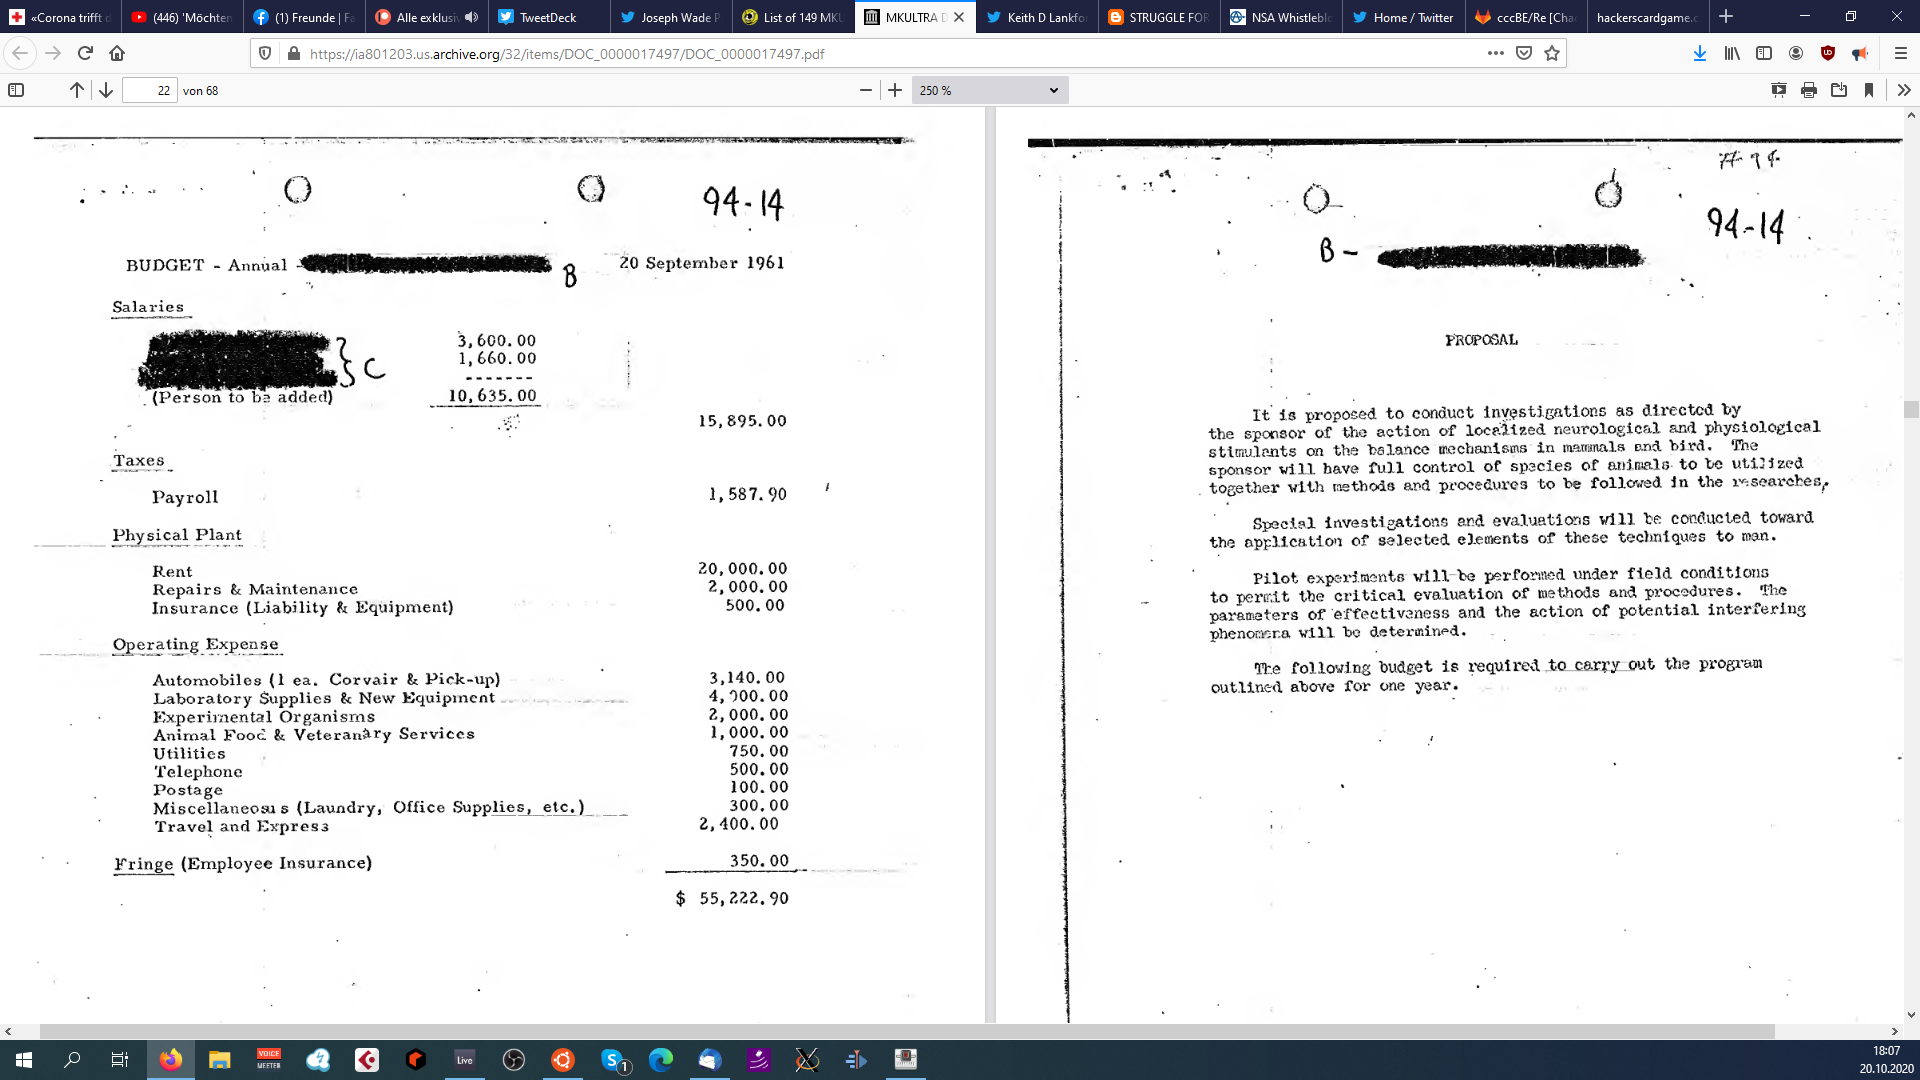 «Corona trifft d
(446) 'Möchten
(1) Freunde | Fa
Alle exklusiv
TweetDeck
Joseph Wade P
List of 149 MKU
MKULTRA D
Keith D Lankfo
STRUGGLE FOR
NSA Whistleblo
Home / Twitter
cccBE/Re [Chao
hackerscardgame.c
https://ia801203.us.archive.org/32/items/DOC_0000017497/DOC_0000017497.pdf
22 von 68
250 %
94-14
BUDGET - Annual - B 20 September 1961
Salaries
3,600.00
1,660.00
C
(Person to be added) 10,635.00
15,895.00
Taxes
Payroll 1,587.90
Physical Plant
Rent 20,000.00
Repairs & Maintenance 2,000.00
Insurance (Liability & Equipment) 500.00
Operating Expense
Automobiles (1 ea. Corvair & Pick-up) 3,140.00
Laboratory Supplies & New Equipment 4,900.00
Experimental Organisms 2,000.00
Animal Food & Veteranary Services 1,000.00
Utilities 750.00
Telephone 500.00
Postage 100.00
Miscellaneous (Laundry, Office Supplies, etc.) 300.00
Travel and Express 2,400.00
Fringe (Employee Insurance) 350.00
$ 55,222.90
94-14
B -
PROPOSAL
It is proposed to conduct investigations as directed by
the sponsor of the action of localized neurological and physiological
stimulants on the balance mechanisms in mammals and bird. The
sponsor will have full control of species of animals to be utilized
together with methods and procedures to be followed in the researches.
Special investigations and evaluations will be conducted toward
the application of selected elements of these techniques to man.
Pilot experiments will be performed under field conditions
to permit the critical evaluation of methods and procedures. The
parameters of effectiveness and the action of potential interfering
phenomena will be determined.
The following budget is required to carry out the program
outlined above for one year.
VOICE
MEETER
Live
1
18:07
20.10.2020